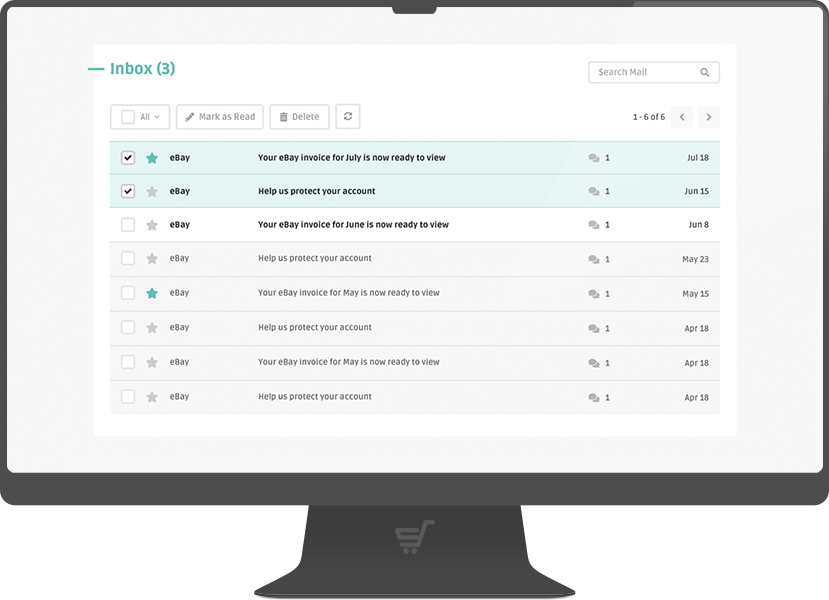 Inbox (3)
Search Mail
All Mark as Read Delete 1 - 6 of 6
eBay Your eBay invoice for July is now ready to view 1 Jul 18
eBay Help us protect your account 1 Jun 15
eBay Your eBay invoice for June is now ready to view 1 Jun 8
eBay Help us protect your account 1 May 23
eBay Your eBay invoice for May is now ready to view 1 May 15
eBay Help us protect your account 1 Apr 18
eBay Your eBay invoice for May is now ready to view 1 Apr 18
eBay Help us protect your account 1 Apr 18